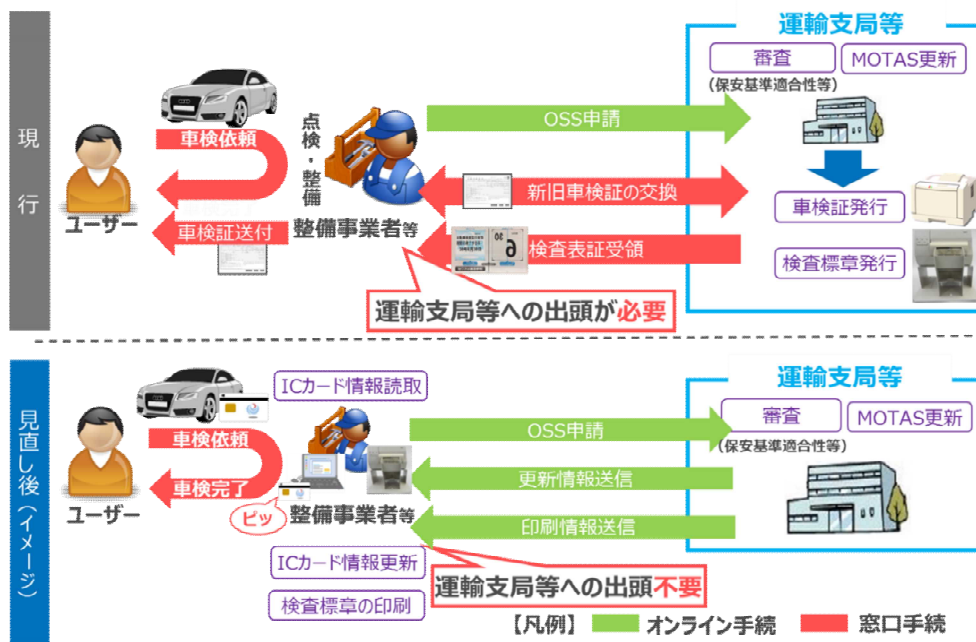 現行
運輸支局等
審査
MOTAS更新
(保安基準適合性等)
車検依頼
点検・整備
OSS申請
新旧車検証の交換
車検証発行
ユーザー
車検証送付
整備事業者等
6
検査表証受領
検査標章発行
運輸支局等への出頭が必要
見直し後(イメージ)
ICカード情報読取
運輸支局等
審査
MOTAS更新
(保安基準適合性等)
車検依頼
OSS申請
更新情報送信
車検完了
ピッ
ユーザー
整備事業者等
印刷情報送信
ICカード情報更新
運輸支局等への出頭不要
検査標章の印刷
【凡例】 オンライン手続 窓口手続